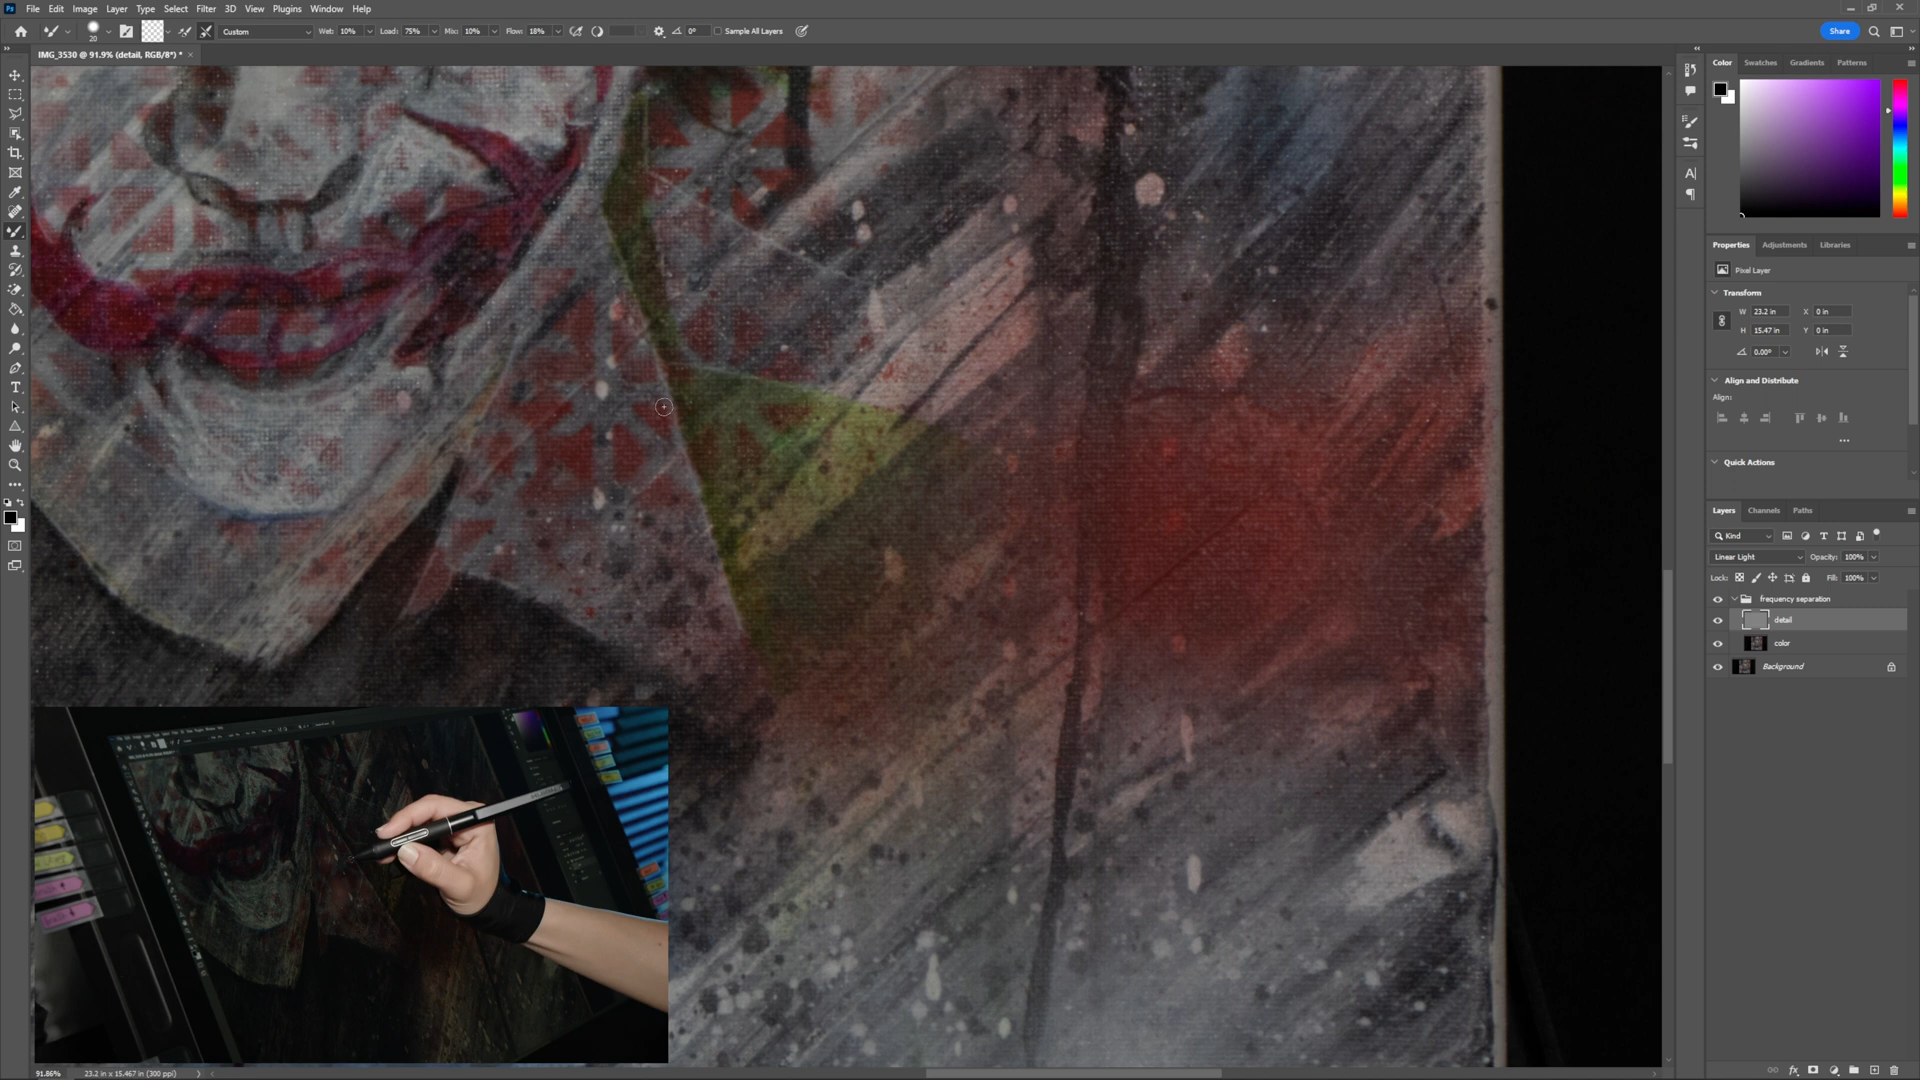 Ps File Edit Image Layer Type Select Filter 3D View Plugins Window Help
20 Custom Wet: 10% Load: 75% Mix: 10% Flow: 18% 0° Sample All Layers Share
IMG_3530 @ 91.9% (detail, RGB/8*) *
Color Swatches Gradients Patterns
Properties Adjustments Libraries
Pixel Layer
Transform
W 23.2 in X 0 in
H 15.47 in Y 0 in
0.00°
Align and Distribute
Align:
Quick Actions
Layers Channels Paths
Kind
Linear Light Opacity: 100%
Lock: Fill: 100%
frequency separation
detail
color
Background
91.86% 23.2 in x 15.467 in (300 ppi)